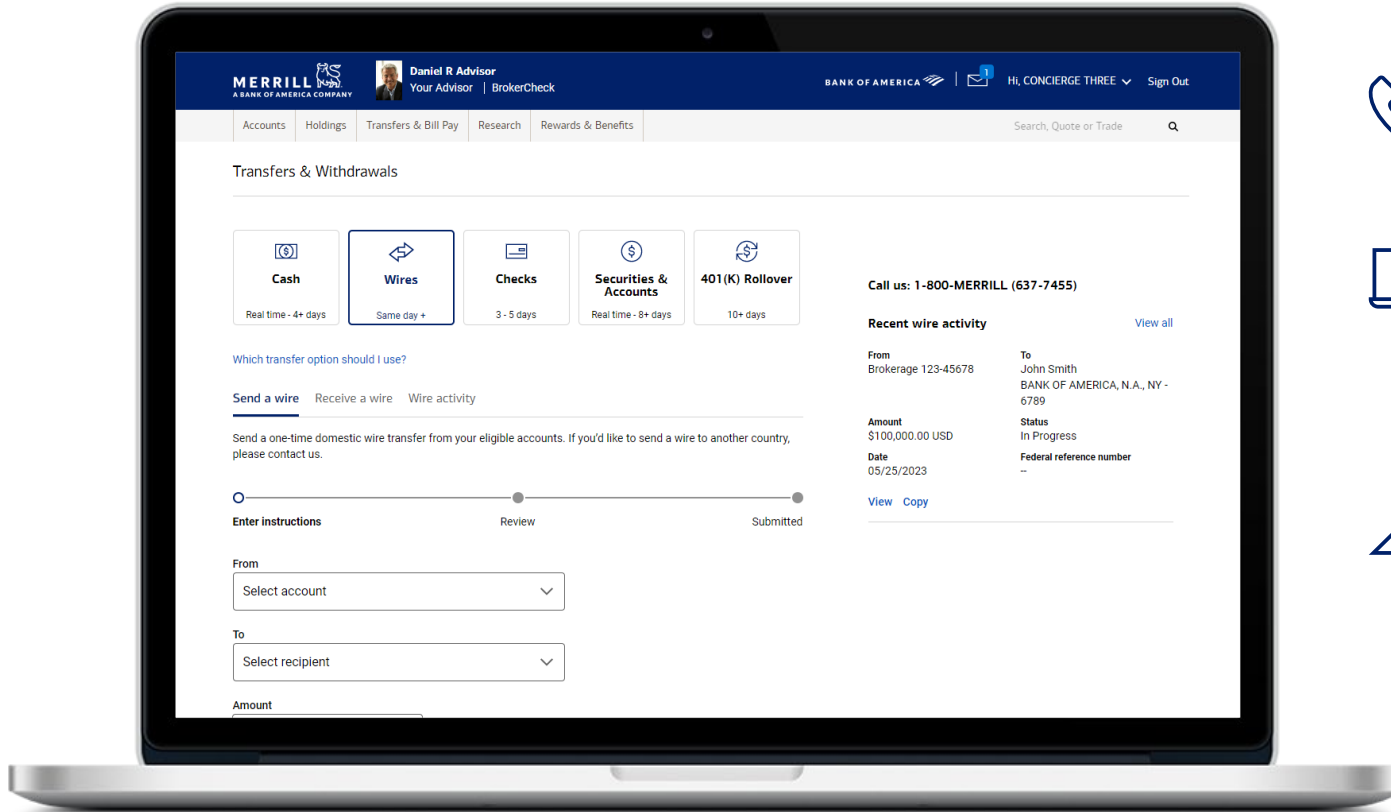 MERRILL
A BANK OF AMERICA COMPANY
Daniel R Advisor
Your Advisor | BrokerCheck
BANK OF AMERICA
1
Hi, CONCIERGE THREE
Sign Out
Accounts
Holdings
Transfers & Bill Pay
Research
Rewards & Benefits
Search, Quote or Trade
Transfers & Withdrawals
Cash
Real time - 4+ days
Wires
Same day +
Checks
3 - 5 days
Securities &
Accounts
Real time - 8+ days
401(K) Rollover
10+ days
Which transfer option should I use?
Send a wire
Receive a wire
Wire activity
Send a one-time domestic wire transfer from your eligible accounts. If you'd like to send a wire to another country,
please contact us.
Enter instructions
Review
Submitted
From
Select account
To
Select recipient
Amount
Call us: 1-800-MERRILL (637-7455)
Recent wire activity
View all
From
Brokerage 123-45678
To
John Smith
BANK OF AMERICA, N.A., NY -
6789
Amount
$100,000.00 USD
Status
In Progress
Date
05/25/2023
Federal reference number
--
View Copy